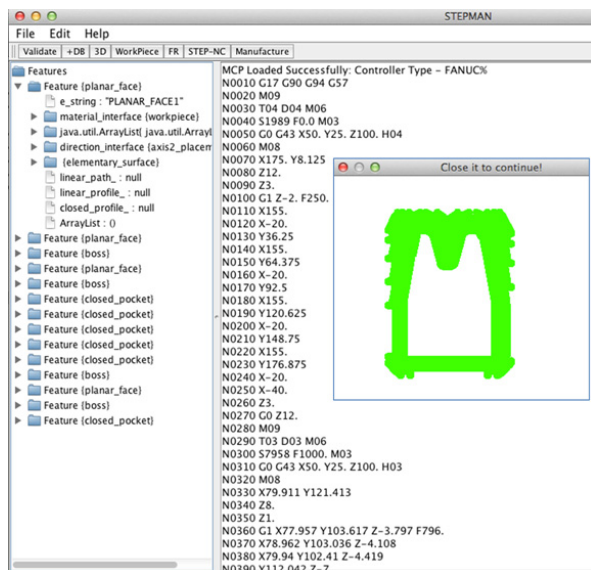 STEPMAN
File Edit Help
Validate +DB 3D WorkPiece FR STEP-NC Manufacture
Features
Feature {planar_face}
e_string : "PLANAR_FACE1"
material_interface {workpiece}
java.util.ArrayList{ java.util.Arrayl
direction_interface {axis2_placem
{elementary_surface}
linear_path_ : null
linear_profile_ : null
closed_profile_ : null
ArrayList : ()
Feature {planar_face}
Feature {boss}
Feature {planar_face}
Feature {boss}
Feature {closed_pocket}
Feature {closed_pocket}
Feature {closed_pocket}
Feature {closed_pocket}
Feature {closed_pocket}
Feature {boss}
Feature {planar_face}
Feature {boss}
Feature {closed_pocket}
MCP Loaded Successfully: Controller Type - FANUC%
N0010 G17 G90 G94 G57
N0020 M09
N0030 T04 D04 M06
N0040 S1989 F0.0 M03
N0050 G0 G43 X50. Y25. Z100. H04
N0060 M08
N0070 X175. Y8.125
N0080 Z12.
N0090 Z3.
N0100 G1 Z-2. F250.
N0110 X155.
N0120 X-20.
N0130 Y36.25
N0140 X155.
N0150 Y64.375
N0160 X-20.
N0170 Y92.5
N0180 X155.
N0190 Y120.625
N0200 X-20.
N0210 Y148.75
N0220 X155.
N0230 Y176.875
N0240 X-20.
N0250 X-40.
N0260 Z3.
N0270 G0 Z12.
N0280 M09
N0290 T03 D03 M06
N0300 S7958 F1000. M03
N0310 G0 G43 X50. Y25. Z100. H03
N0320 M08
N0330 X79.911 Y121.413
N0340 Z8.
N0350 Z1.
N0360 G1 X77.957 Y103.617 Z-3.797 F796.
N0370 X78.962 Y103.036 Z-4.108
N0380 X79.94 Y102.41 Z-4.419
N0390 Y112.042 Z-7
Close it to continue!